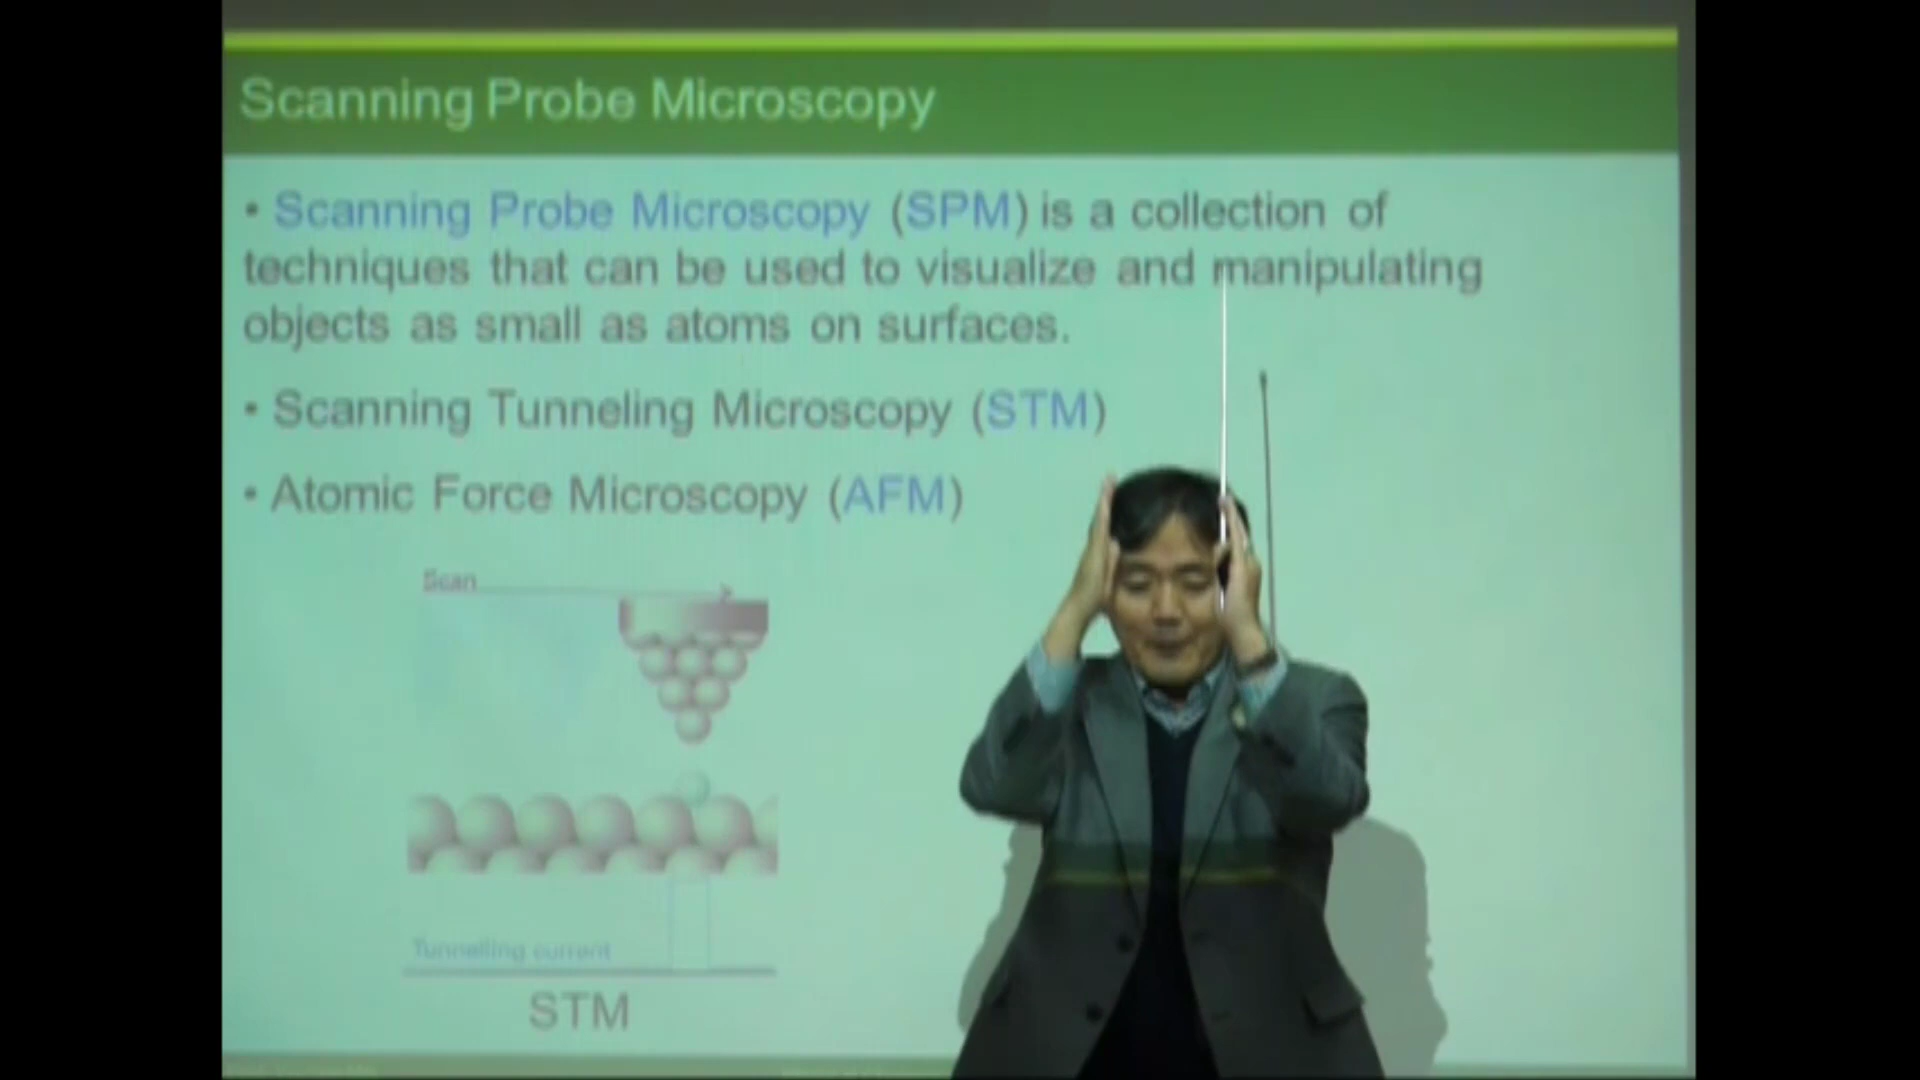 Scanning Probe Microscopy
• Scanning Probe Microscopy (SPM) is a collection of
techniques that can be used to visualize and manipulating
objects as small as atoms on surfaces.
• Scanning Tunneling Microscopy (STM)
• Atomic Force Microscopy (AFM)
Scan
Tunnelling current
STM